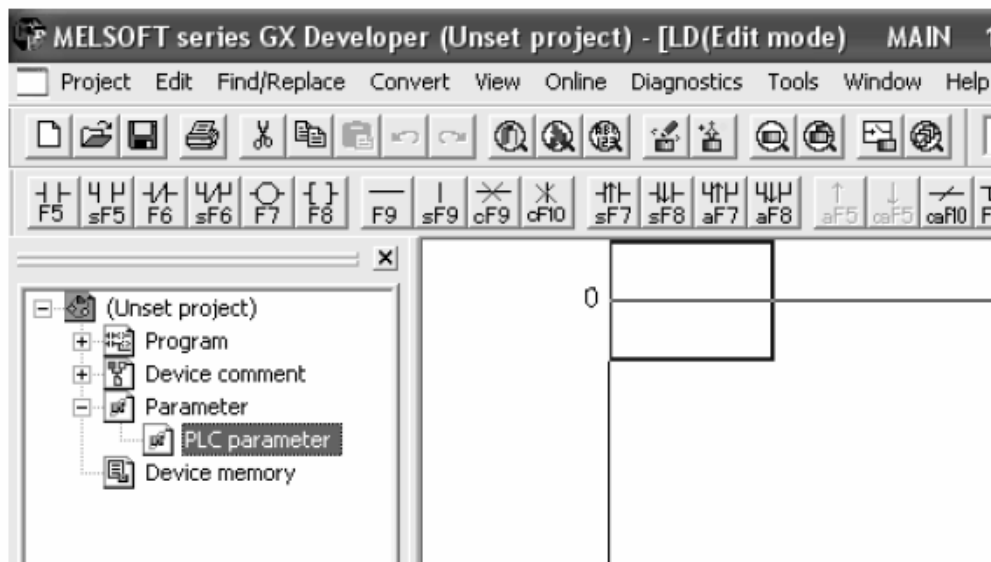 MELSOFT series GX Developer (Unset project) - [LD(Edit mode) MAIN
Project Edit Find/Replace Convert View Online Diagnostics Tools Window Help
F5 sF5 F6 sF6 F7 F8 F9 sF9 cF9 cF10 sF7 sF8 aF7 aF8 aF5 caF5 caF10
(Unset project)
0
Program
Device comment
Parameter
PLC parameter
Device memory